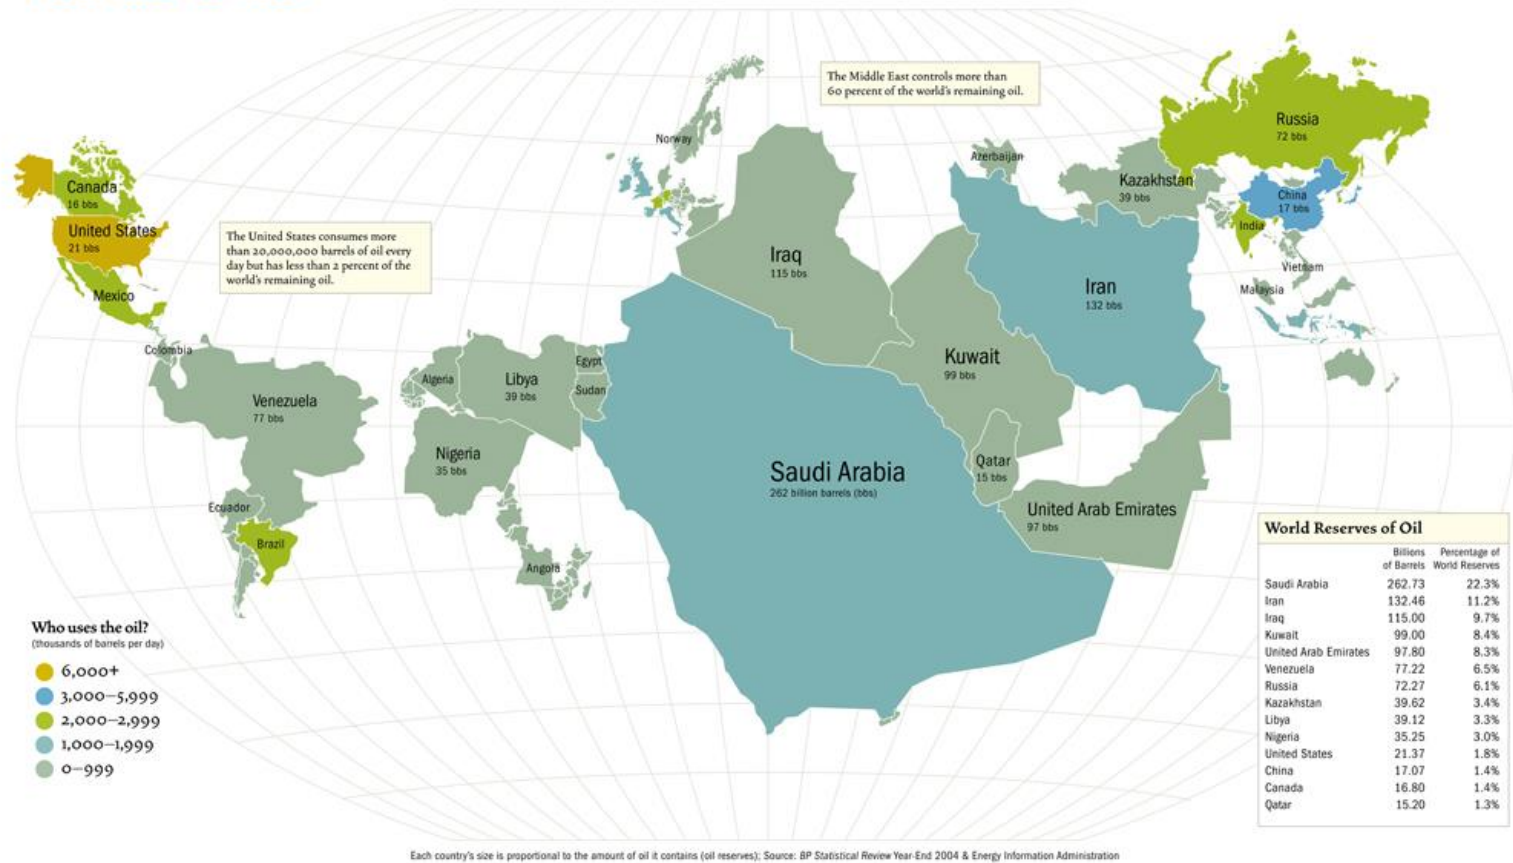 The Middle East controls more than
60 percent of the world's remaining oil.
Russia
72 bbs
Norway
Azerbaijan
Kazakhstan
39 bbs
Canada
16 bbs
China
17 bbs
United States
21 bbs
India
The United States consumes more
than 20,000,000 barrels of oil every
day but has less than 2 percent of the
world's remaining oil.
Iraq
115 bbs
Iran
132 bbs
Vietnam
Malaysia
Mexico
Colombia
Venezuela
77 bbs
Algeria
Libya
39 bbs
Egypt
Sudan
Kuwait
99 bbs
Nigeria
35 bbs
Saudi Arabia
262 billion barrels (bbs)
Qatar
15 bbs
United Arab Emirates
97 bbs
Ecuador
Brazil
Angola
Who uses the oil?
(thousands of barrels per day)
6,000+
3,000–5,999
2,000–2,999
1,000–1,999
0–999
World Reserves of Oil
Billions Percentage of
of Barrels World Reserves
Saudi Arabia 262.73 22.3%
Iran 132.46 11.2%
Iraq 115.00 9.7%
Kuwait 99.00 8.4%
United Arab Emirates 97.80 8.3%
Venezuela 77.22 6.5%
Russia 72.27 6.1%
Kazakhstan 39.62 3.4%
Libya 39.12 3.3%
Nigeria 35.25 3.0%
United States 21.37 1.8%
China 17.07 1.4%
Canada 16.80 1.4%
Qatar 15.20 1.3%
Each country's size is proportional to the amount of oil it contains (oil reserves); Source: BP Statistical Review Year-End 2004 & Energy Information Administration